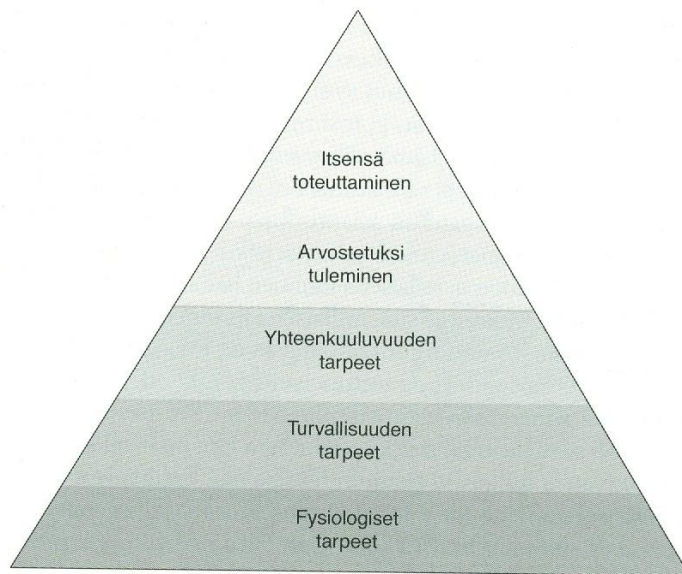 Itsensä
toteuttaminen
Arvostetuksi
tuleminen
Yhteenkuuluvuuden
tarpeet
Turvallisuuden
tarpeet
Fysiologiset
tarpeet